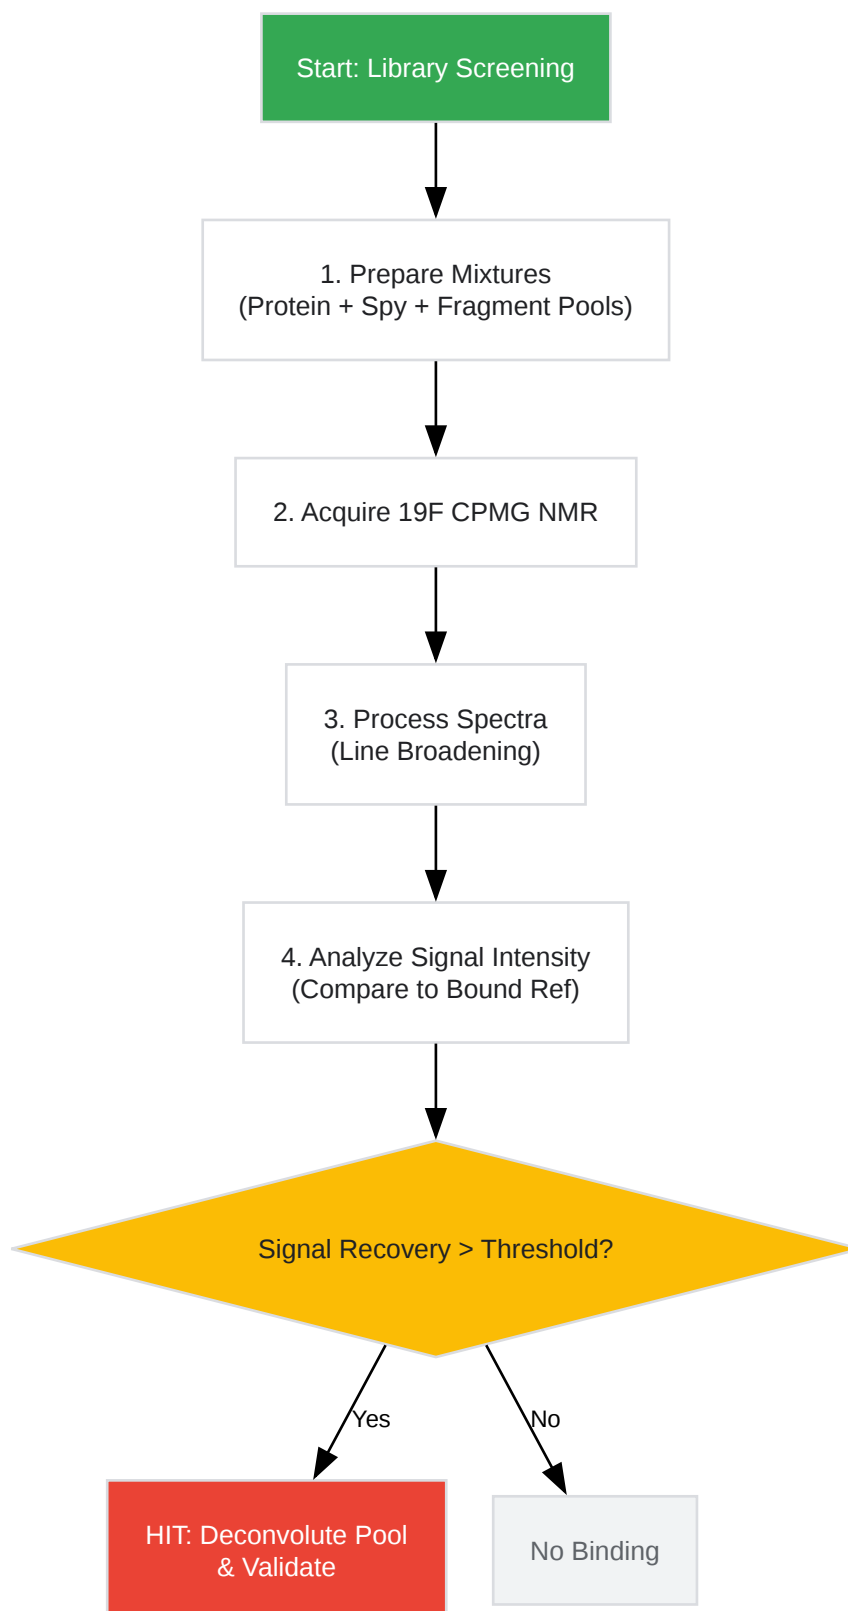 Start: Library Screening
1. Prepare Mixtures
(Protein + Spy + Fragment Pools)
2. Acquire 19F CPMG NMR
3. Process Spectra
(Line Broadening)
4. Analyze Signal Intensity
(Compare to Bound Ref)
Signal Recovery > Threshold?
Yes
No
HIT: Deconvolute Pool
& Validate
No Binding